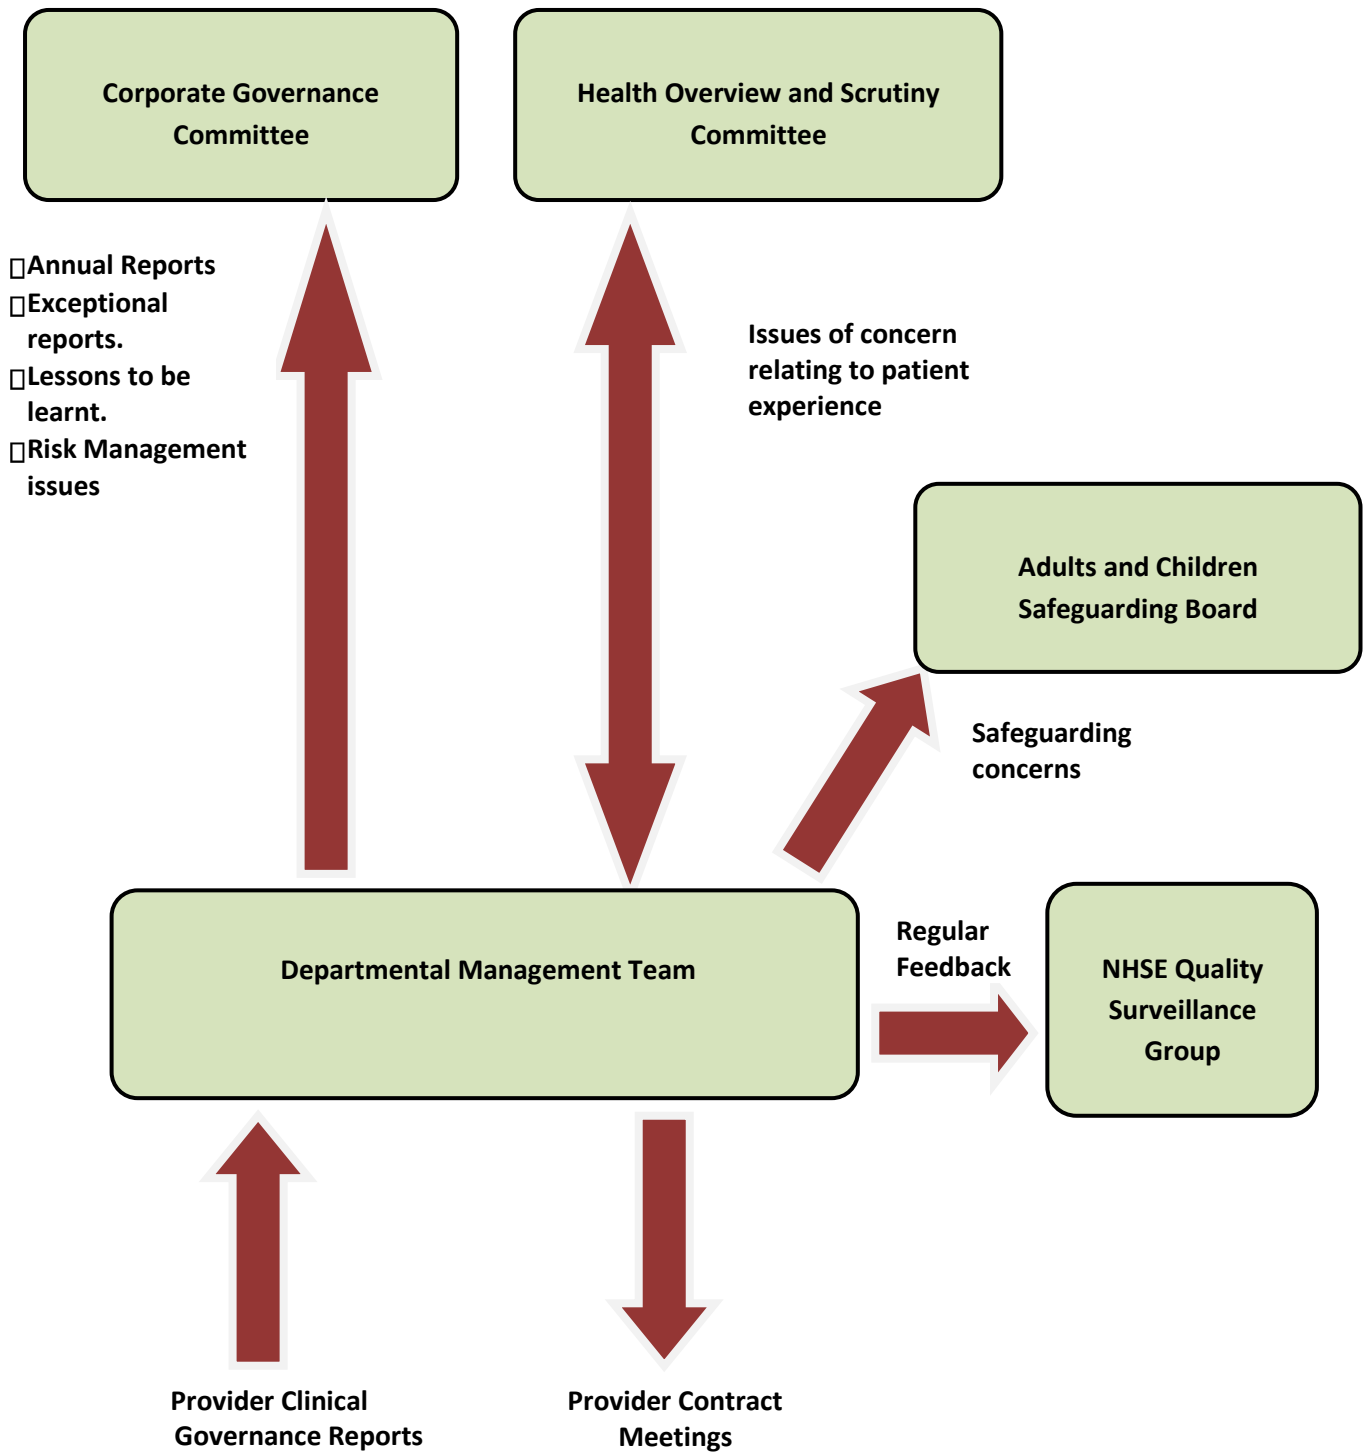 Corporate Governance
Committee
Health Overview and Scrutiny
Committee
Annual Reports
Exceptional
reports.
Lessons to be
learnt.
Risk Management
issues
Issues of concern
relating to patient
experience
Adults and Children
Safeguarding Board
Safeguarding
concerns
Departmental Management Team
Regular
Feedback
NHSE Quality
Surveillance
Group
Provider Clinical
Governance Reports
Provider Contract
Meetings